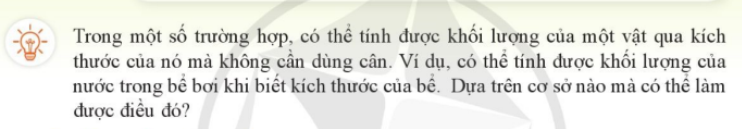 Trong một số trường hợp, có thể tính được khối lượng của một vật qua kích
thước của nó mà không cần dùng cân. Ví dụ, có thể tính được khối lượng của
nước trong bể bơi khi biết kích thước của bể. Dựa trên cơ sở nào mà có thể làm
được điều đó?